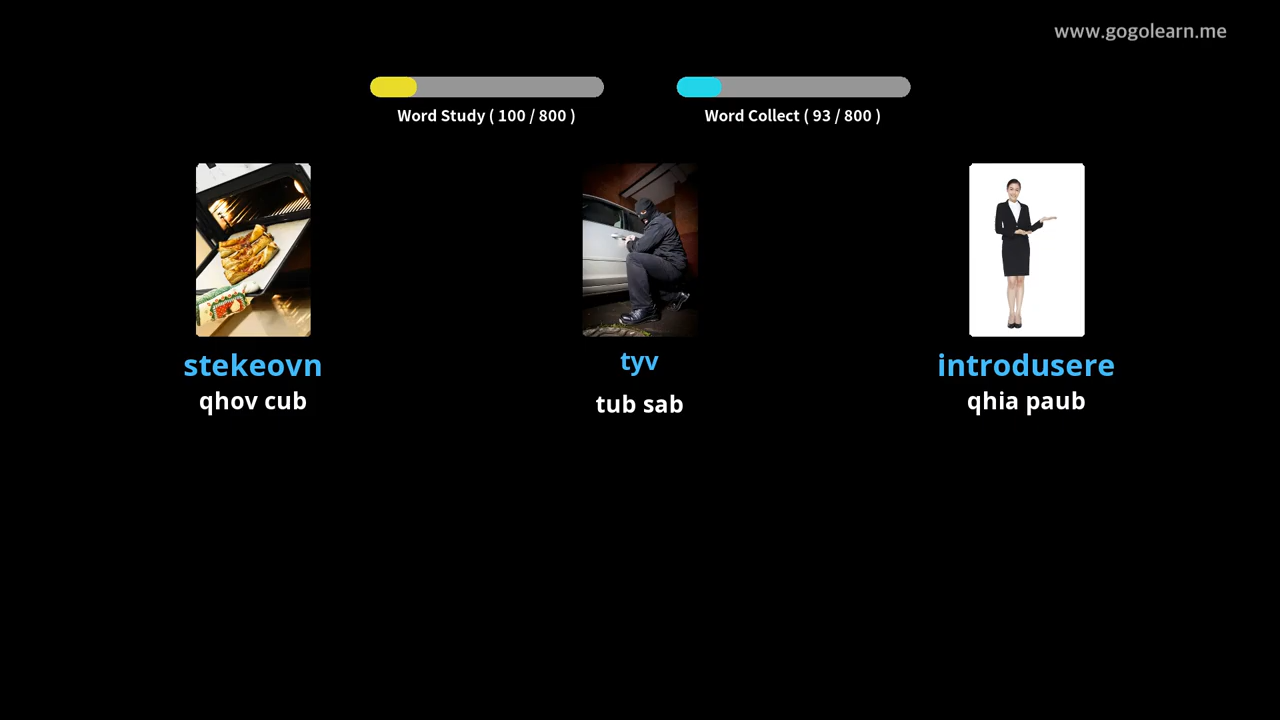 www.gogolearn.me
Word Study ( 100 / 800 )
Word Collect ( 93 / 800 )
stekeovn
qhov cub
tyv
tub sab
introdusere
qhia paub